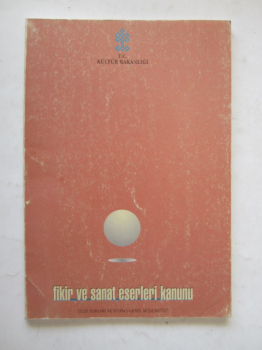 T.C.
KÜLTÜR BAKANLIĞI
fikir ve sanat eserleri kanunu